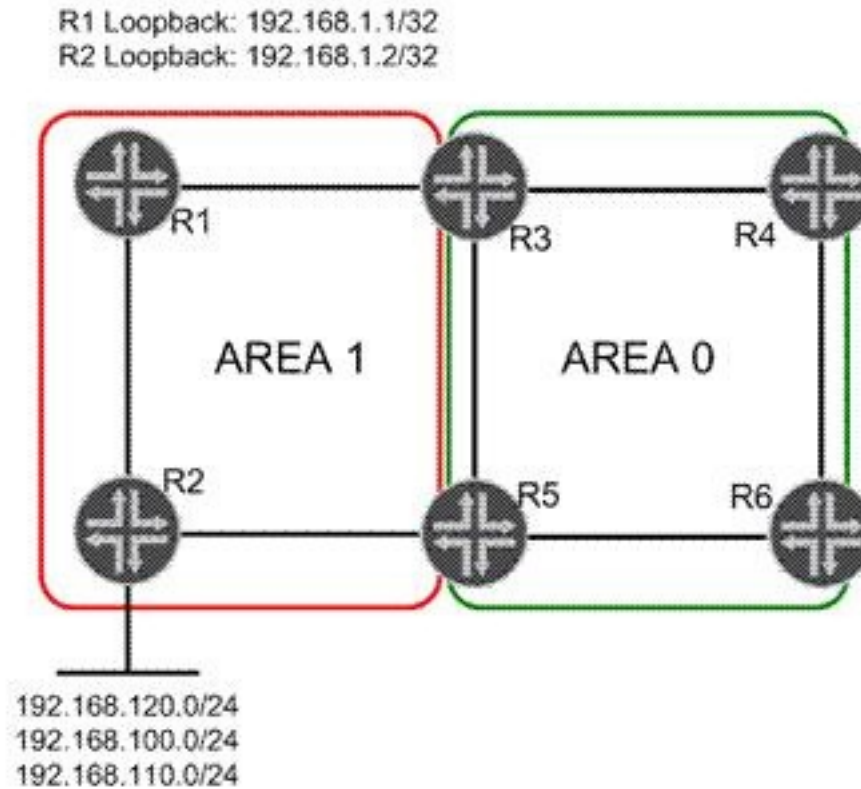 R1 Loopback: 192.168.1.1/32
R2 Loopback: 192.168.1.2/32
R1
R3
R4
AREA 1
AREA 0
R2
R5
R6
192.168.120.0/24
192.168.100.0/24
192.168.110.0/24